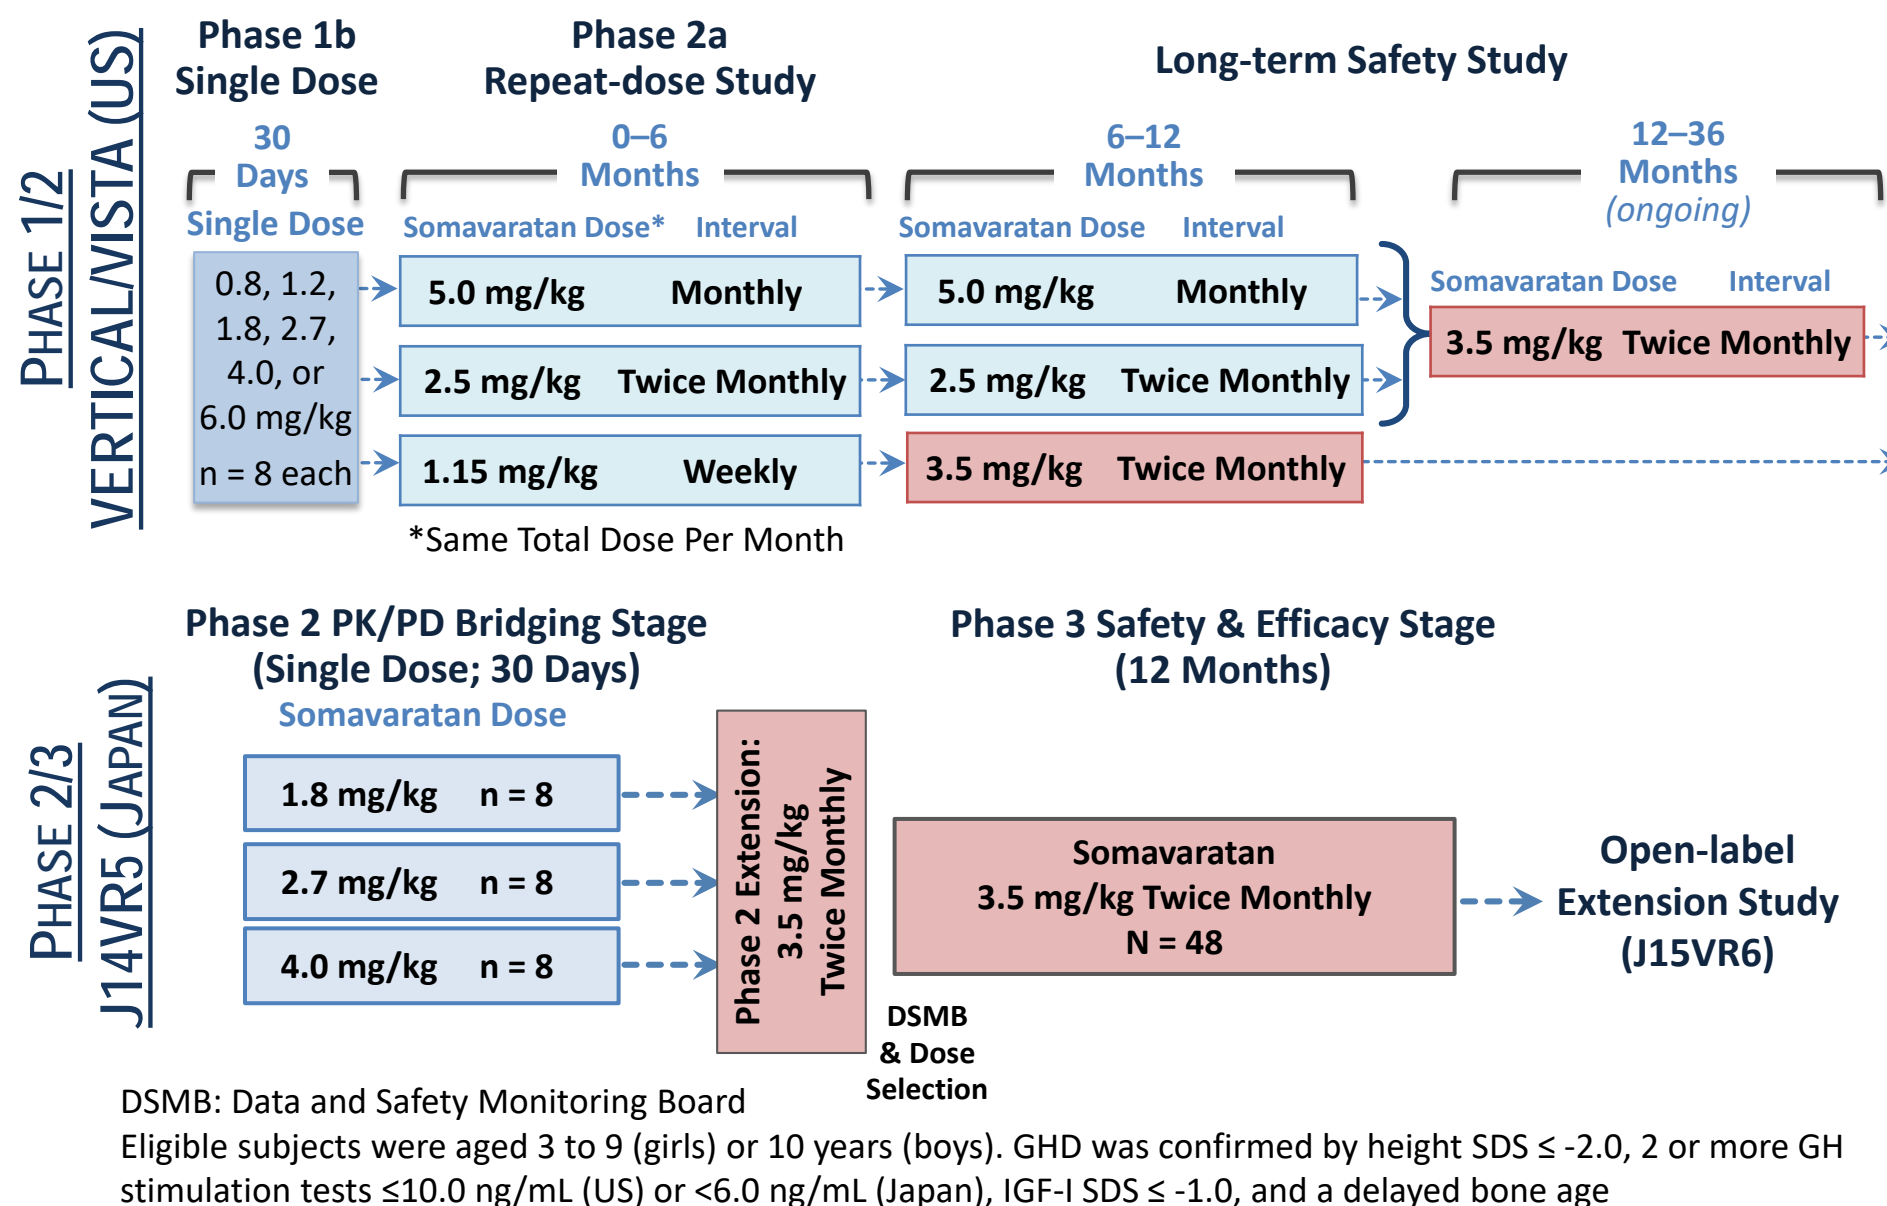 PHASE 1/2
VERTICAL/VISTA (US)
Phase 1b
Single Dose
Phase 2a
Repeat-dose Study
Long-term Safety Study
30
Days
0–6
Months
6–12
Months
12–36
Months
(ongoing)
Single Dose
Somavaratan Dose* Interval
Somavaratan Dose Interval
Somavaratan Dose Interval
0.8, 1.2,
1.8, 2.7,
4.0, or
6.0 mg/kg
n = 8 each
5.0 mg/kg Monthly
2.5 mg/kg Twice Monthly
1.15 mg/kg Weekly
*Same Total Dose Per Month
5.0 mg/kg Monthly
2.5 mg/kg Twice Monthly
3.5 mg/kg Twice Monthly
3.5 mg/kg Twice Monthly
PHASE 2/3
J14VR5 (JAPAN)
Phase 2 PK/PD Bridging Stage
(Single Dose; 30 Days)
Somavaratan Dose
1.8 mg/kg n = 8
2.7 mg/kg n = 8
4.0 mg/kg n = 8
Phase 2 Extension:
3.5 mg/kg
Twice Monthly
Phase 3 Safety & Efficacy Stage
(12 Months)
Somavaratan
3.5 mg/kg Twice Monthly
N = 48
DSMB
& Dose
Selection
Open-label
Extension Study
(J15VR6)
DSMB: Data and Safety Monitoring Board
Eligible subjects were aged 3 to 9 (girls) or 10 years (boys). GHD was confirmed by height SDS ≤ -2.0, 2 or more GH
stimulation tests ≤10.0 ng/mL (US) or <6.0 ng/mL (Japan), IGF-I SDS ≤ -1.0, and a delayed bone age